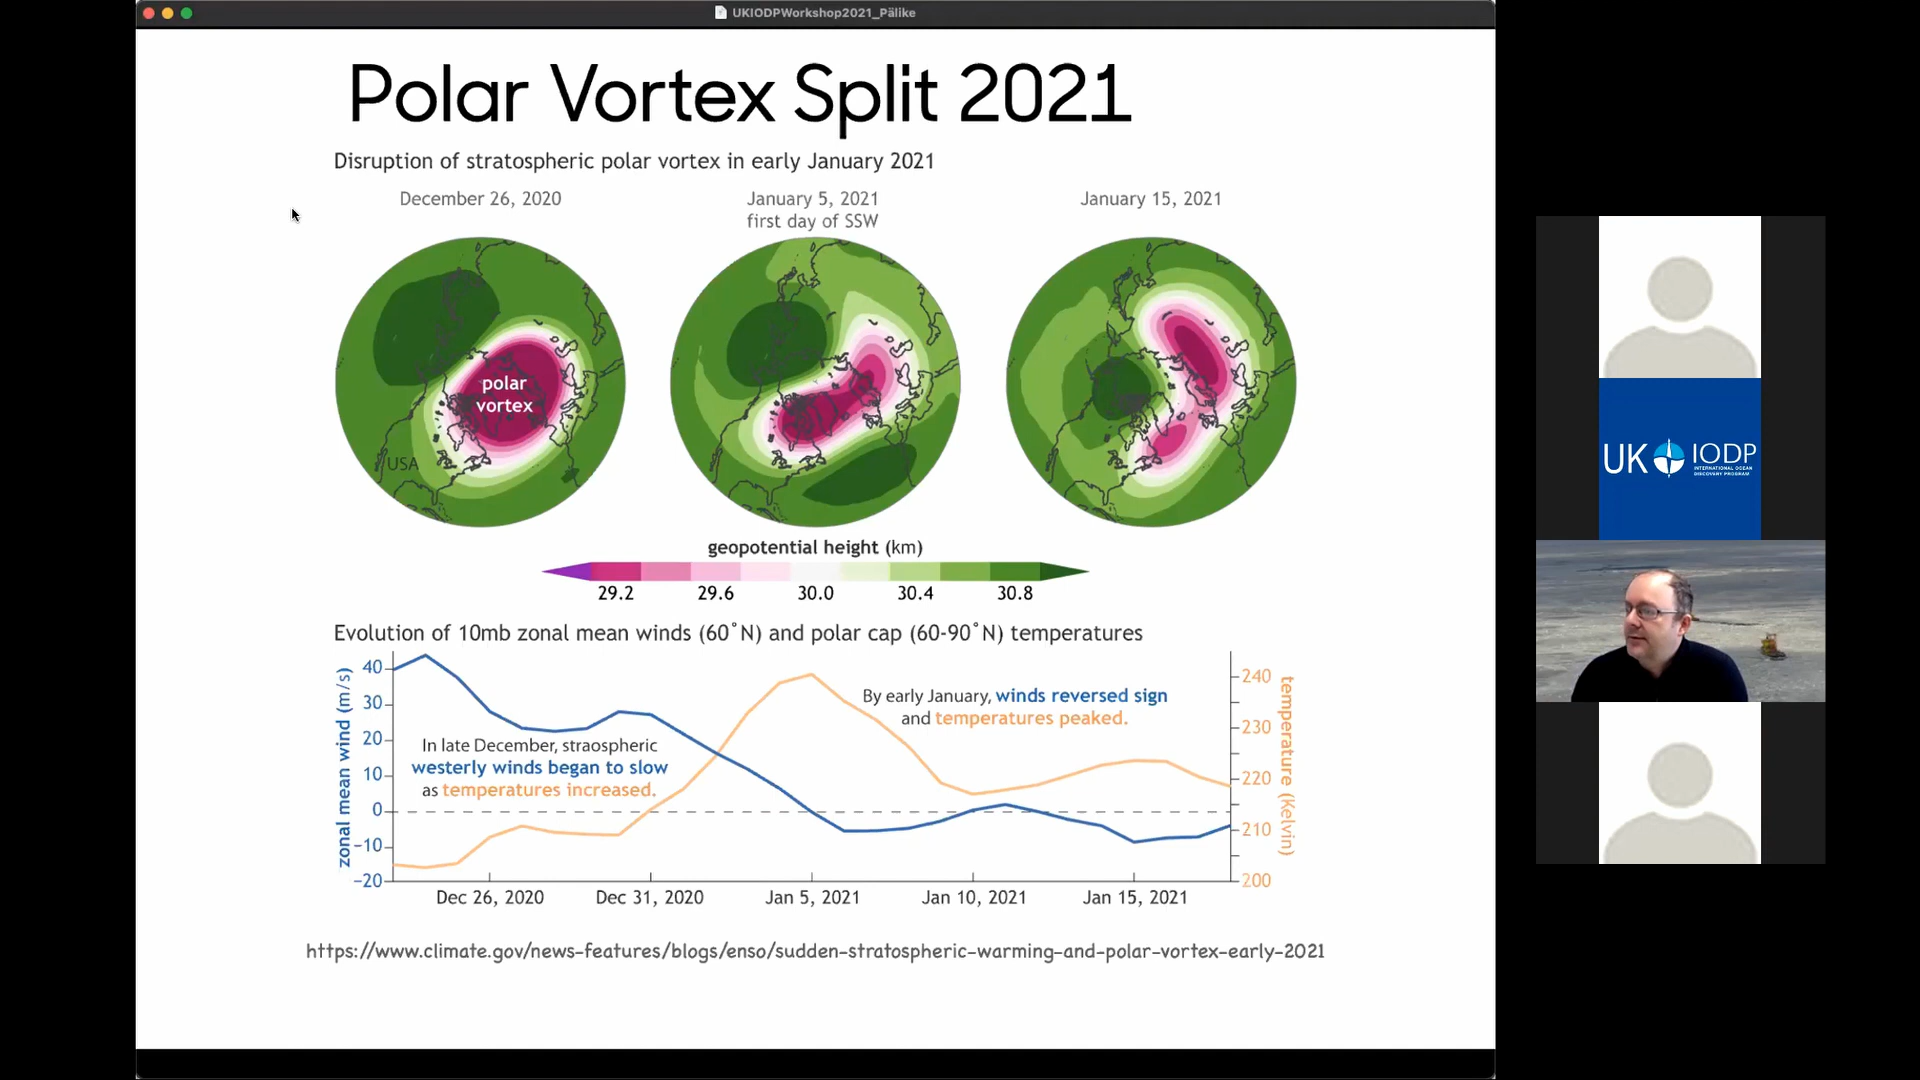 UKIODPWorkshop2021_Pälike
Polar Vortex Split 2021
Disruption of stratospheric polar vortex in early January 2021
December 26, 2020
January 5, 2021
first day of SSW
January 15, 2021
polar
vortex
USA
geopotential height (km)
29.2 29.6 30.0 30.4 30.8
Evolution of 10mb zonal mean winds (60°N) and polar cap (60-90°N) temperatures
zonal mean wind (m/s)
40
30
20
10
0
-10
-20
In late December, straospheric
westerly winds began to slow
as temperatures increased.
By early January, winds reversed sign
and temperatures peaked.
240
230
220
210
200
temperature (Kelvin)
Dec 26, 2020 Dec 31, 2020 Jan 5, 2021 Jan 10, 2021 Jan 15, 2021
https://www.climate.gov/news-features/blogs/enso/sudden-stratospheric-warming-and-polar-vortex-early-2021
UK IODP
INTERNATIONAL OCEAN
DISCOVERY PROGRAM